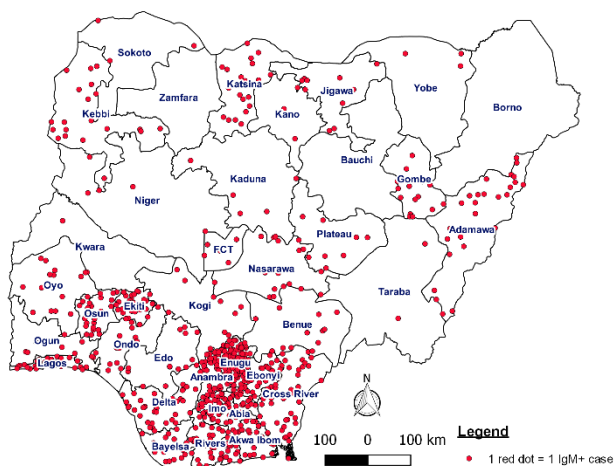 Sokoto
Katsina
Jigawa
Yobe
Borno
Zamfara
Kebbi
Kano
Bauchi
Gombe
Kaduna
Niger
Adamawa
Plateau
FCT
Kwara
Nasarawa
Taraba
Oyo
Kogi
Ekiti
Osun
Benue
Ogun
Ondo
Edo
Lagos
Enugu
Anambra
Ebonyi
Cross River
Delta
Imo
Abia
Bayelsa
Rivers
Akwa Ibom
N
100 0 100 km
Legend
1 red dot = 1 IgM+ case